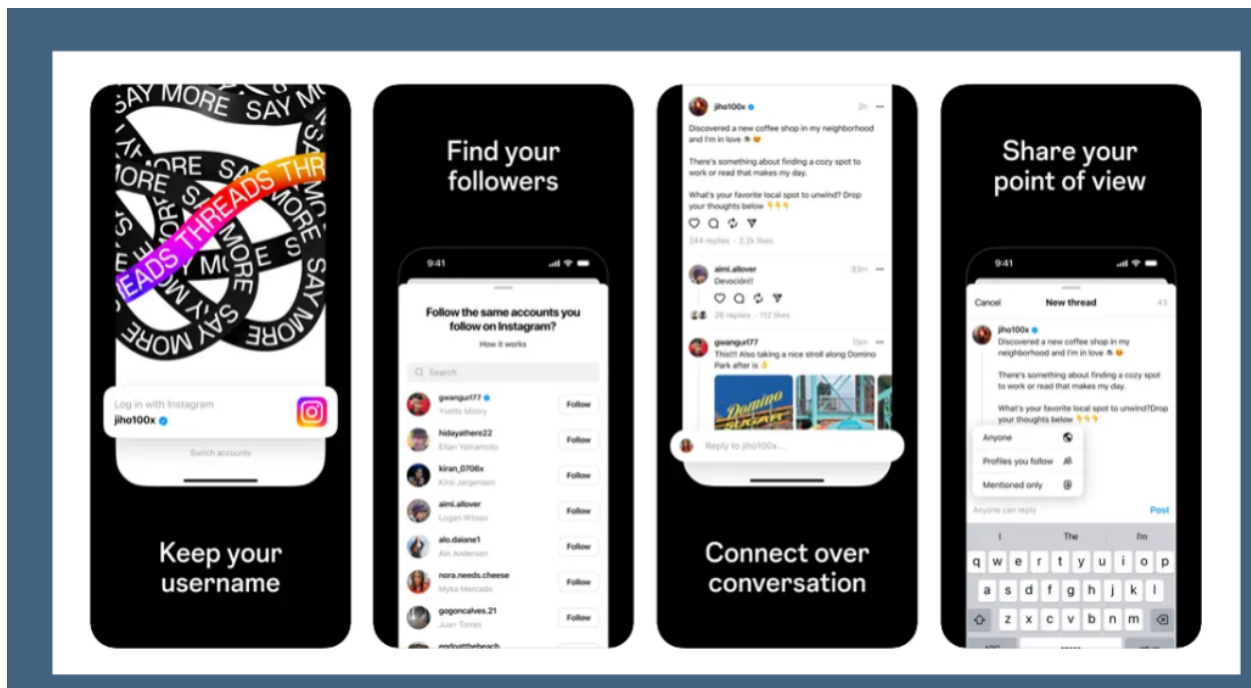 SAY MORE SAY MORE
SAY MORE
THREADS THREADS THR
SAY MORE
SAY MORE
Log in with Instagram
jiho100x
Switch accounts
Keep your
username
Find your
followers
9:41
Follow the same accounts you
follow on Instagram?
How it works
Search
gwangurl77
Yvette Mistry
Follow
hidayathere22
Eitan Yamamoto
Follow
kiran_0706x
Kirsi Jørgensen
Follow
aimi.allover
Logan Wilson
Follow
alo.daiane1
Ain Andersen
Follow
nora.needs.cheese
Myka Mercado
Follow
gogoncalves.21
Juan Torres
Follow
endoatthebeach
jiho100x 2h
Discovered a new coffee shop in my neighborhood
and I'm in love ☕😍
There's something about finding a cozy spot to
work or read that makes my day.
What's your favorite local spot to unwind? Drop
your thoughts below 👇👇👇
244 replies · 2.2k likes
aimi.allover 33m
Devoción!!
26 replies · 112 likes
gwangurl77 15m
This!!! Also taking a nice stroll along Domino
Park after is 👌
Domino
SUGAR
Reply to jiho100x...
Connect over
conversation
Share your
point of view
9:41
Cancel New thread 43
jiho100x
Discovered a new coffee shop in my
neighborhood and I'm in love ☕😍
There's something about finding a cozy spot
to work or read that makes my day.
What's your favorite local spot to unwind?Drop
your thoughts below 👇👇👇
Anyone
Profiles you follow
Mentioned only
Anyone can reply Post
I The I'm
q w e r t y u i o p
a s d f g h j k l
z x c v b n m